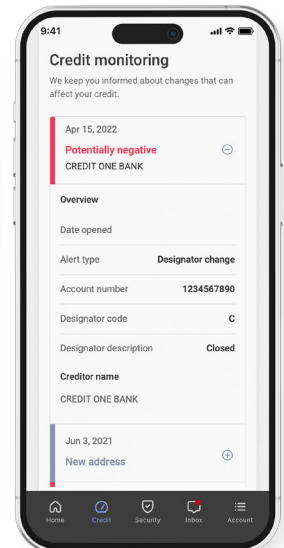 9:41
Credit monitoring
We keep you informed about changes that can
affect your credit.
Apr 15, 2022
Potentially negative
CREDIT ONE BANK
Overview
Date opened
Alert type Designator change
Account number 1234567890
Designator code C
Designator description Closed
Creditor name
CREDIT ONE BANK
Jun 3, 2021
New address
Home Credit Security Inbox Account